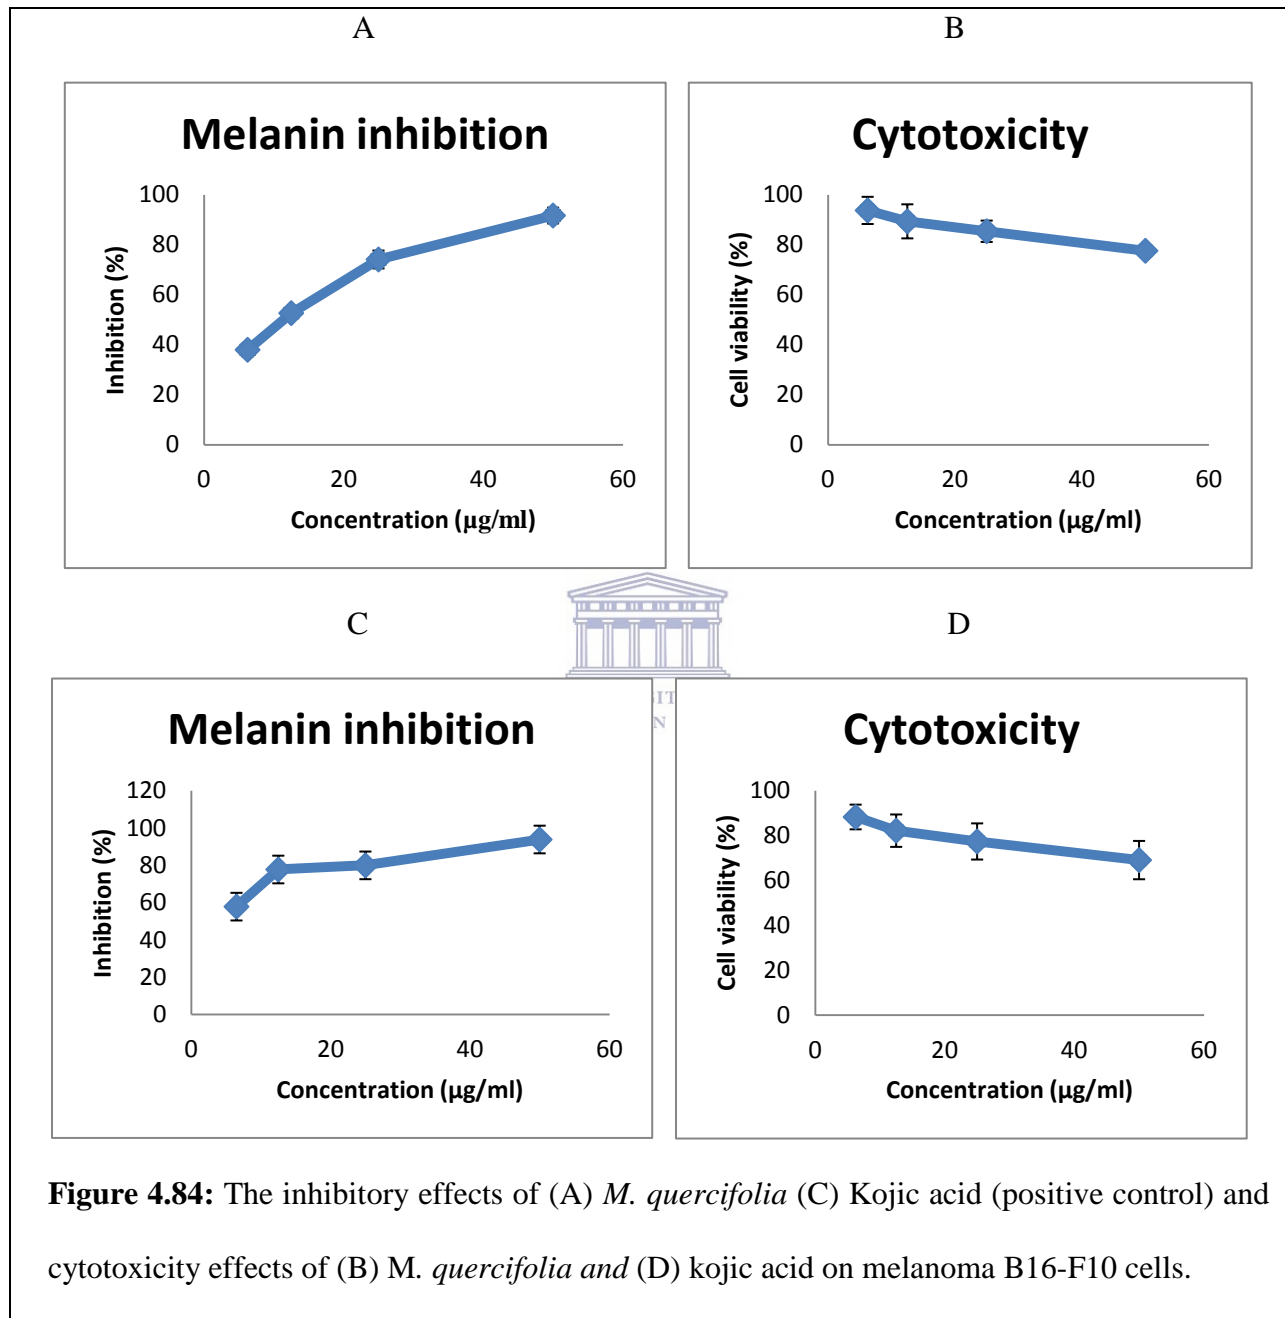 A
B
Melanin inhibition
100
80
60
40
20
0
Inhibition (%)
0 20 40 60
Concentration (µg/ml)
Cytotoxicity
100
80
60
40
20
0
Cell viability (%)
0 20 40 60
Concentration (µg/ml)
C
D
SIT
N
Melanin inhibition
120
100
80
60
40
20
0
Inhibition (%)
0 20 40 60
Concentration (µg/ml)
Cytotoxicity
100
80
60
40
20
0
Cell viability (%)
0 20 40 60
Concentration (µg/ml)
Figure 4.84: The inhibitory effects of (A) M. quercifolia (C) Kojic acid (positive control) and
cytotoxicity effects of (B) M. quercifolia and (D) kojic acid on melanoma B16-F10 cells.